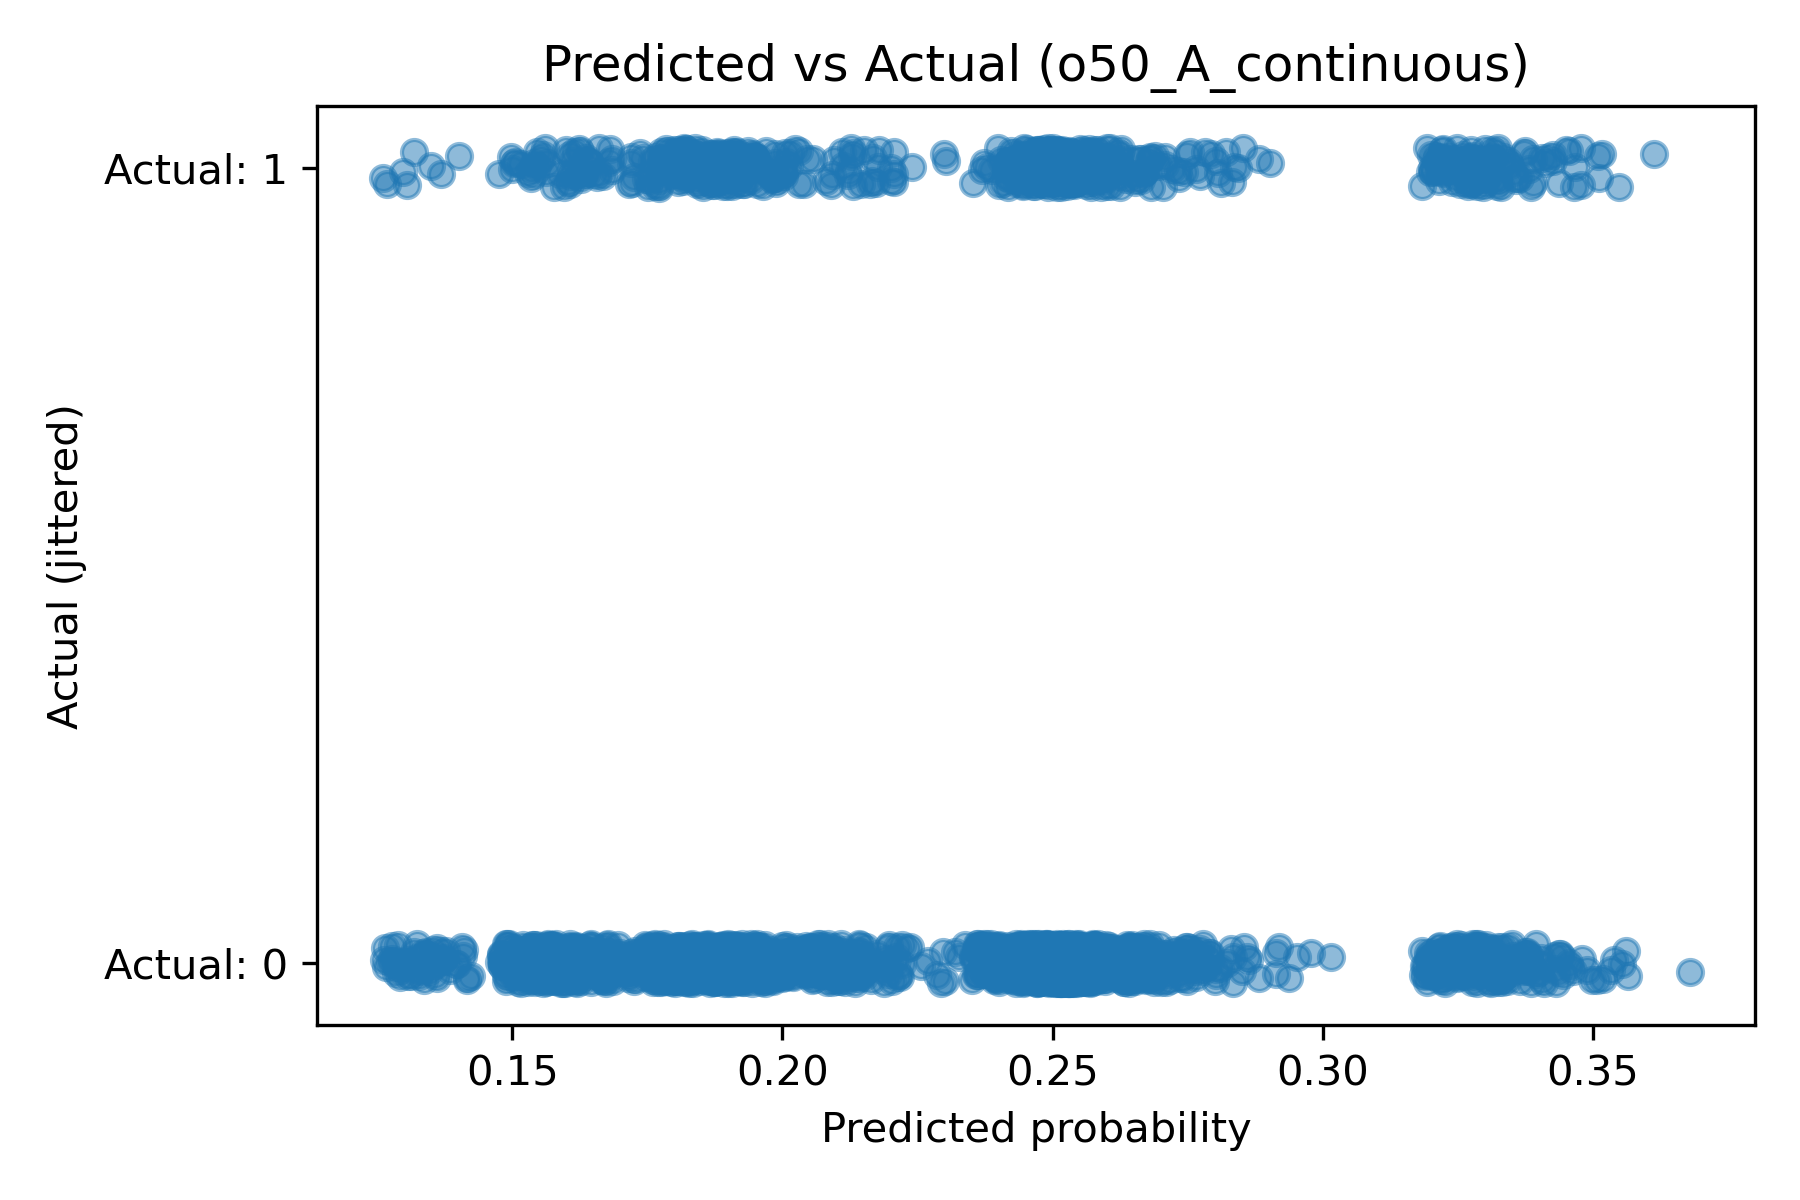 Predicted vs Actual (o50_A_continuous)
Actual: 1
Actual (jittered)
Actual: 0
0.15 0.20 0.25 0.30 0.35
Predicted probability